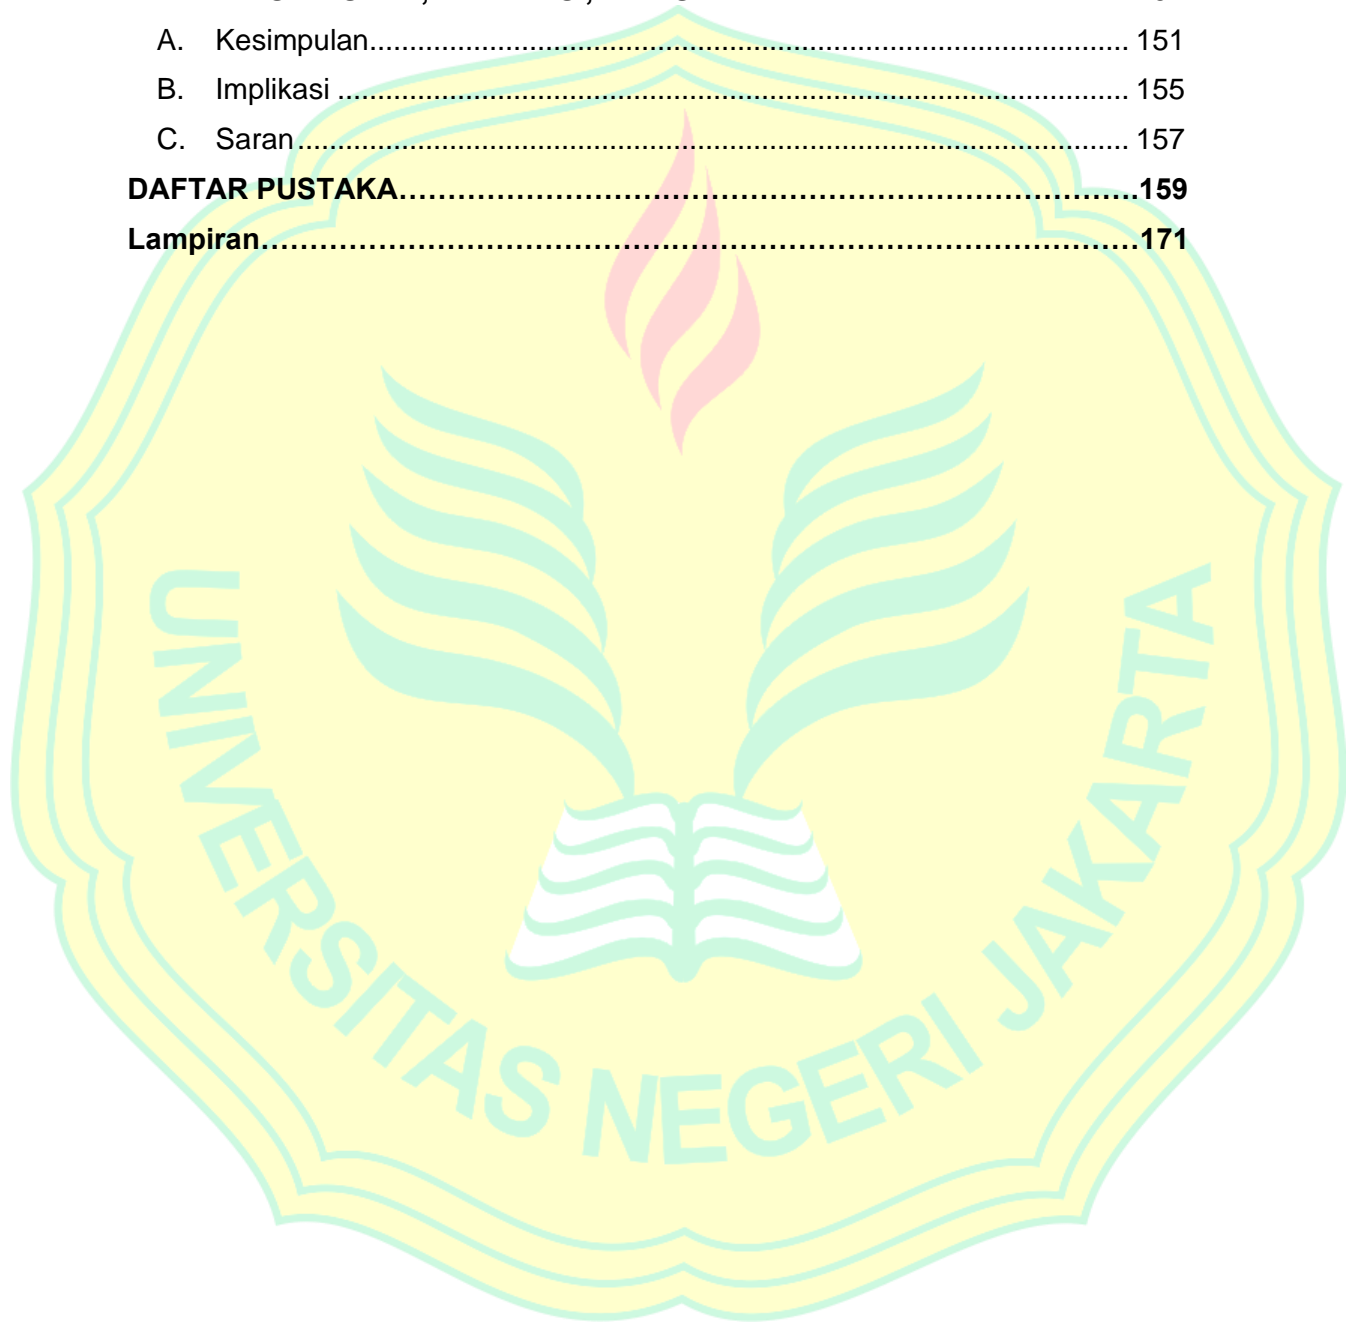 A. Kesimpulan............................................................................................... 151
B. Implikasi ................................................................................................... 155
C. Saran........................................................................................................ 157
DAFTAR PUSTAKA…………………………………………………………………159
Lampiran………………………………………………………………………………171
UNIVERSITAS NEGERI JAKARTA